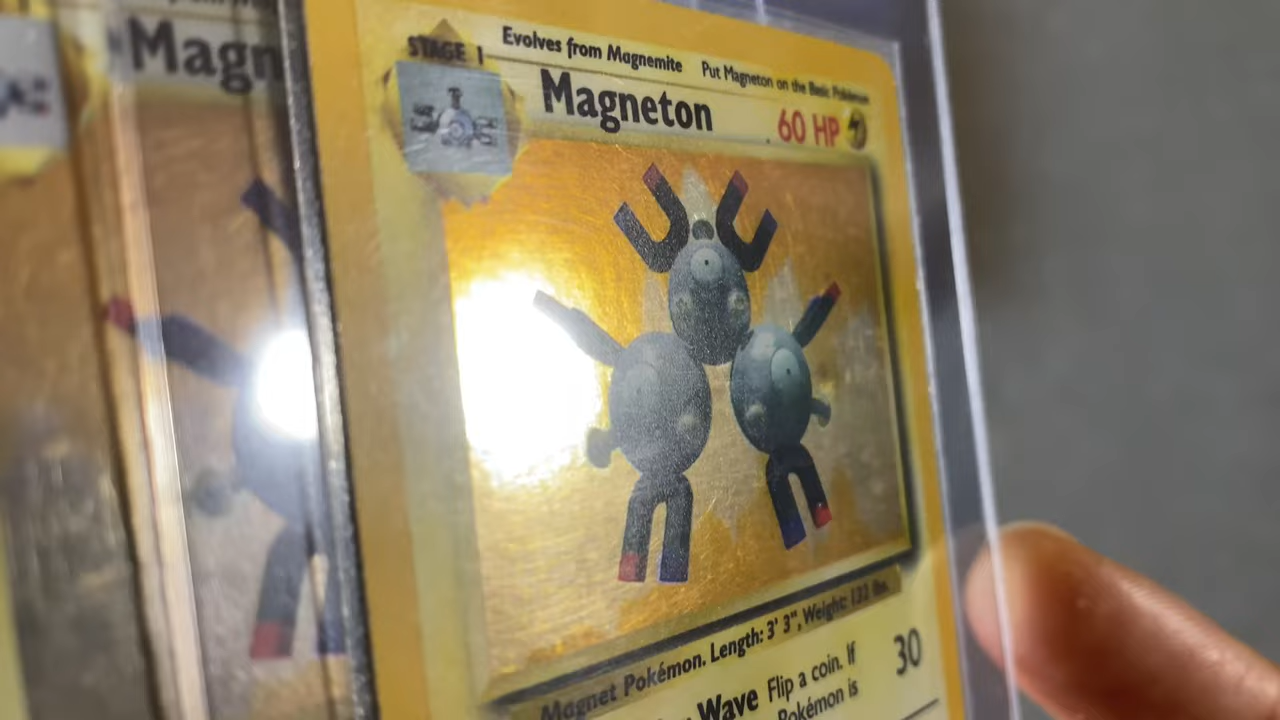 Magn
STAGE 1
Evolves from Magnemite
Put Magneton on the Basic Pokémon
Magneton
60 HP
Magnet Pokémon. Length: 3' 3", Weight: 132 lbs.
Wave Flip a coin. If
Pokémon is
30